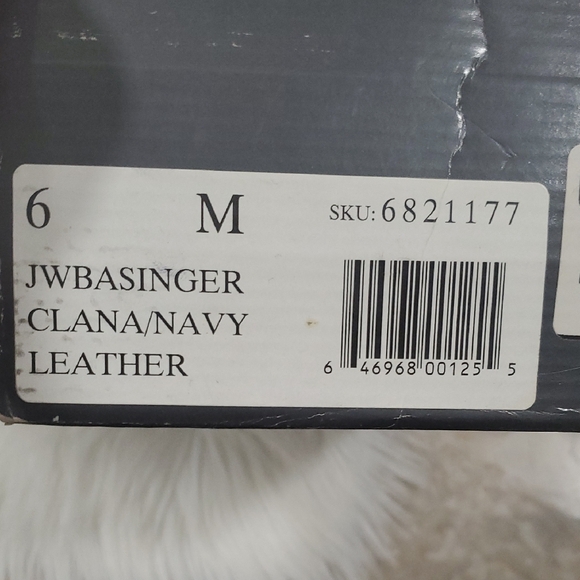 6 M SKU: 6821177
JWBASINGER
CLANA/NAVY
LEATHER
6 46968 00125 5